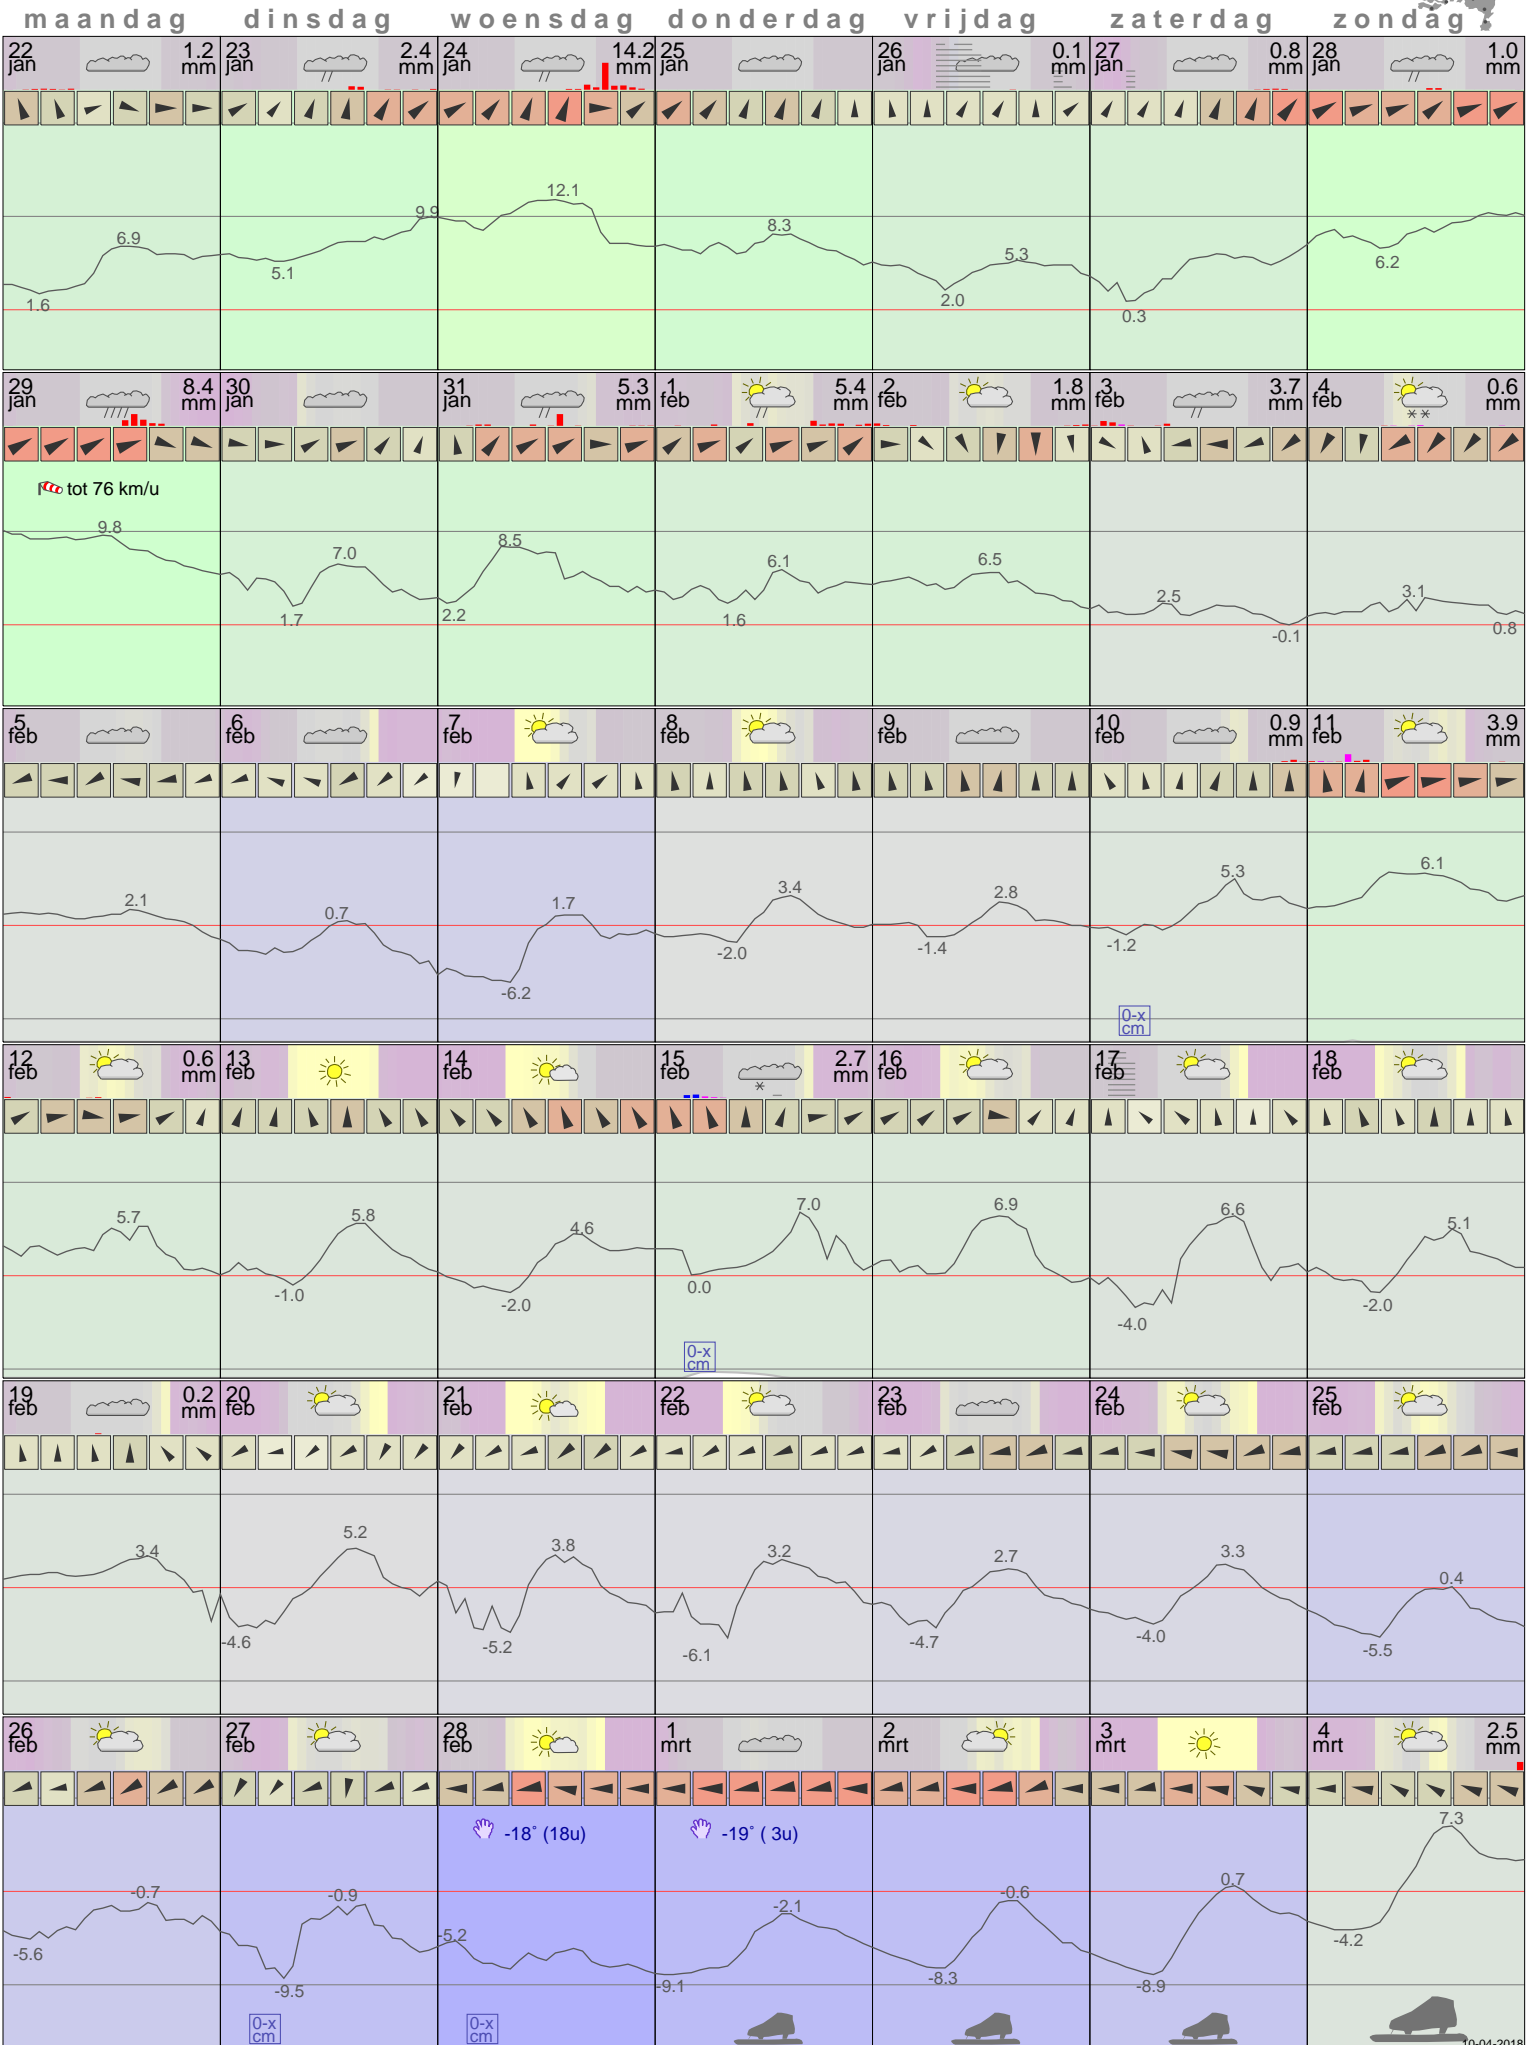 maandag dinsdag woensdag donderdag vrijdag zaterdag zondag
22 jan 1.2 mm 23 jan 2.4 mm 24 jan 14.2 mm 25 jan 26 jan 0.1 mm 27 jan 0.8 mm 28 jan 1.0 mm
1.6 6.9 5.1 9.9 12.1 8.3 2.0 5.3 0.3 6.2
29 jan 8.4 mm 30 jan 31 jan 5.3 mm 1 feb 5.4 mm 2 feb 1.8 mm 3 feb 3.7 mm 4 feb 0.6 mm
tot 76 km/u
9.8 1.7 7.0 2.2 8.5 1.6 6.1 6.5 2.5 -0.1 3.1 0.8
5 feb 6 feb 7 feb 8 feb 9 feb 10 feb 0.9 mm 11 feb 3.9 mm
2.1 0.7 -6.2 1.7 -2.0 3.4 -1.4 2.8 -1.2 5.3 6.1
0-x cm
12 feb 0.6 mm 13 feb 14 feb 15 feb 2.7 mm 16 feb 17 feb 18 feb
5.7 -1.0 5.8 -2.0 4.6 0.0 7.0 6.9 -4.0 6.6 -2.0 5.1
0-x cm
19 feb 0.2 mm 20 feb 21 feb 22 feb 23 feb 24 feb 25 feb
3.4 -4.6 5.2 -5.2 3.8 -6.1 3.2 -4.7 2.7 -4.0 3.3 -5.5 0.4
26 feb 27 feb 28 feb 1 mrt 2 mrt 3 mrt 4 mrt 2.5 mm
-18° (18u) -19° ( 3u)
-5.6 -0.7 -9.5 -0.9 -5.2 -9.1 -2.1 -8.3 -0.6 -8.9 0.7 -4.2 7.3
0-x cm 0-x cm
10-04-2018